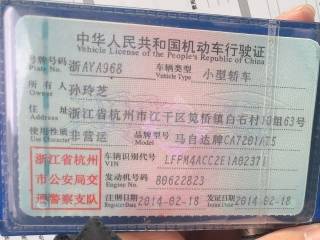 中华人民共和国机动车行驶证
Vehicle License of the People's Republic of China
号牌号码 浙AYA968 车辆类型 小型轿车
Plate No. Vehicle Type
所有人 孙玲芝
Owner
住址 浙江省杭州市江干区笕桥镇白石村10组63号
Address
使用性质 非营运 品牌型号 马自达牌CA7201AT5
浙江省杭州
市公安局交
通警察支队
车辆识别代号 LFPM4ACC2E1A02371
VIN
发动机号码 80622823
Engine No.
注册日期 2014-02-18 发证日期 2014-02-18
Register Date Issue Date